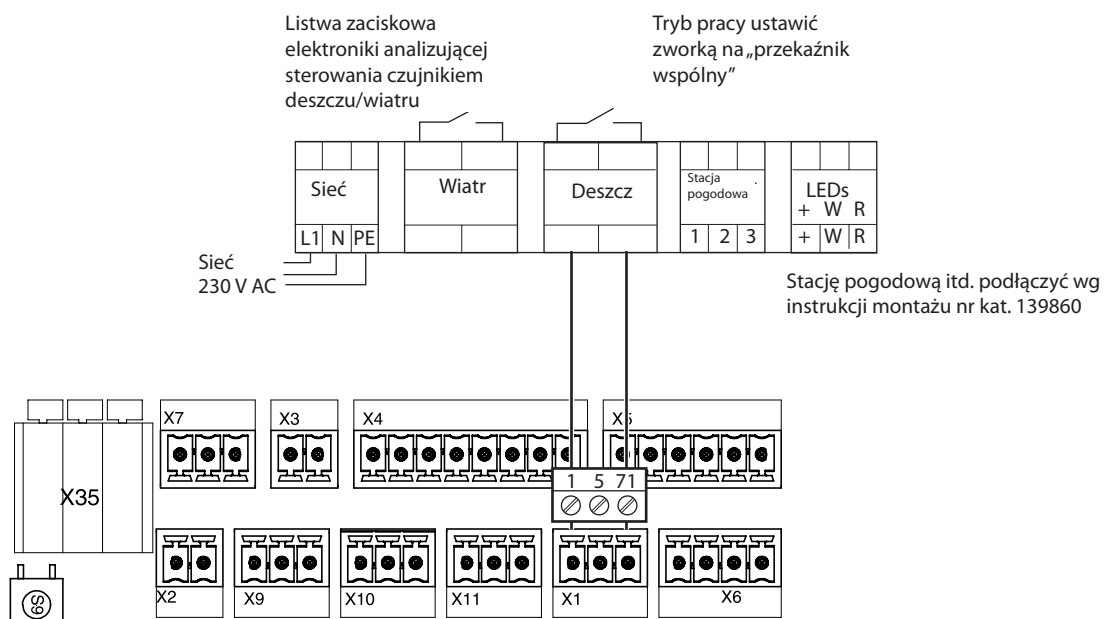 Listwa zaciskowa
elektroniki analizującej
sterowania czujnikiem
deszczu/wiatru
Tryb pracy ustawić
zworką na „przekaźnik
wspólny”
Sieć
Wiatr
Deszcz
Stacja .
pogodowa
LEDs
+ W R
L1 N PE
1 2 3
+ W R
Sieć
230 V AC
Stację pogodową itd. podłączyć wg
instrukcji montażu nr kat. 139860
X7
X3
X4
X5
X35
1 5 71
S9
X2
X9
X10
X11
X1
X6